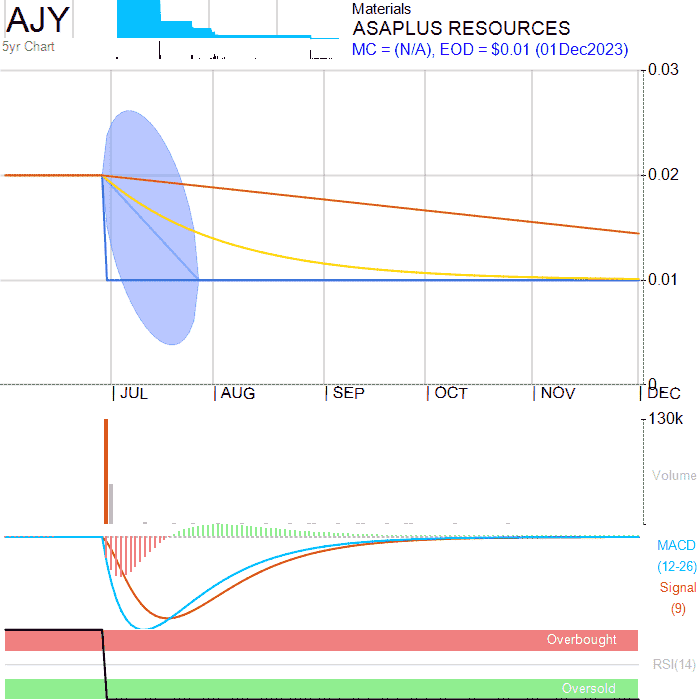 AJY
5yr Chart
Materials
ASAPLUS RESOURCES
MC = (N/A), EOD = $0.01 (01Dec2023)
0.03
0.02
0.01
0
JUL AUG SEP OCT NOV DEC
130k
Volume
MACD
(12-26)
Signal
(9)
Overbought
RSI(14)
Oversold